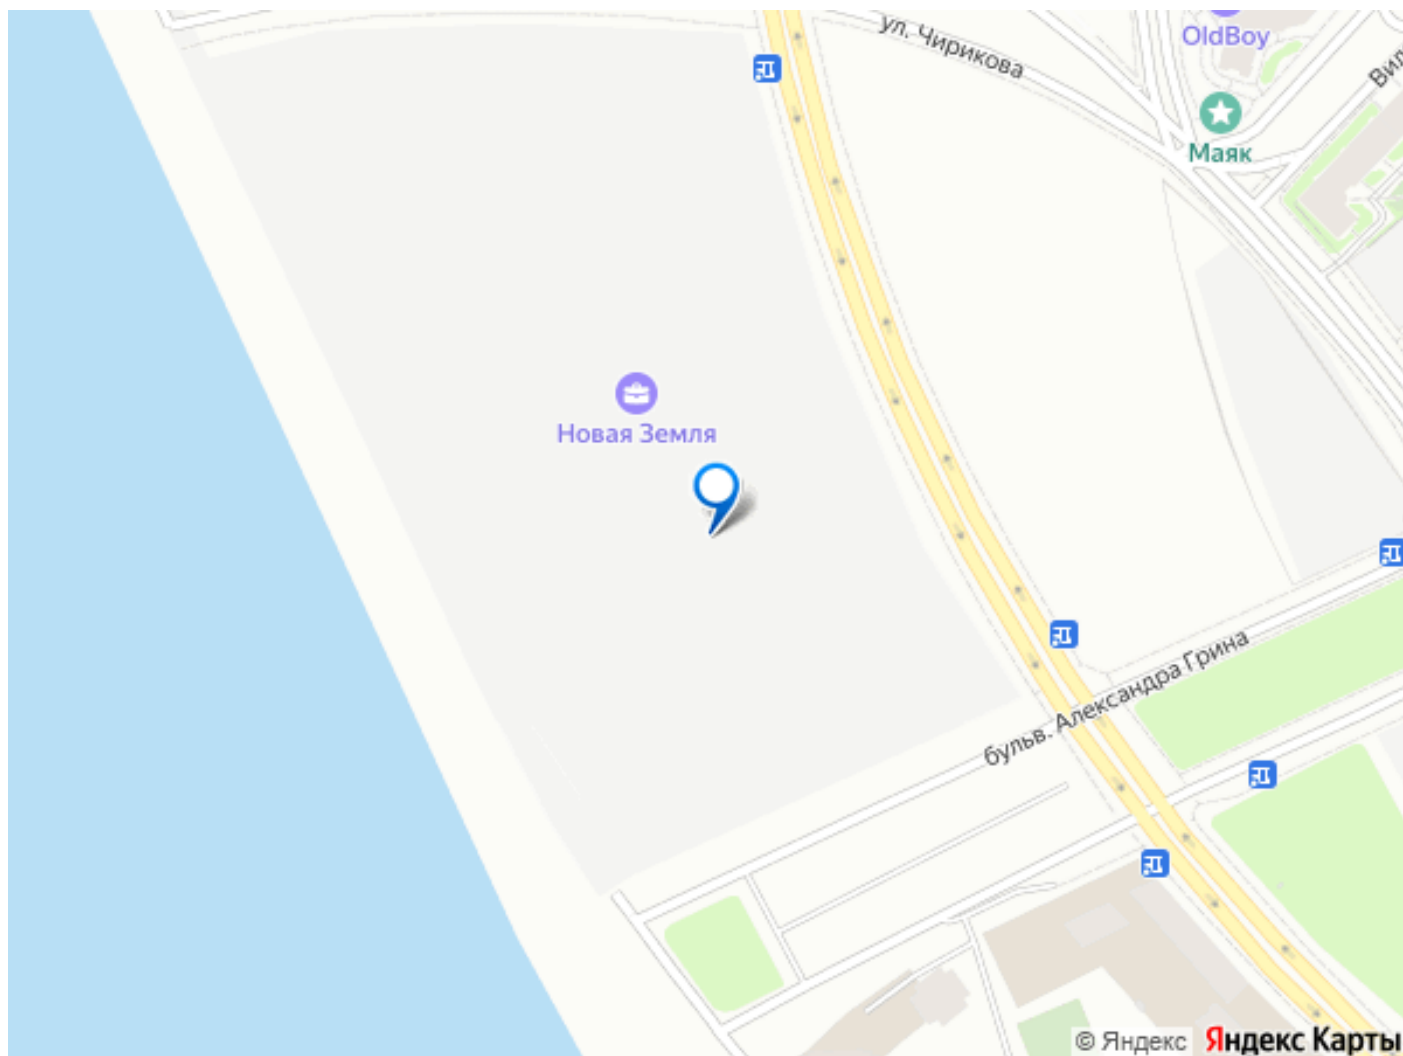 ул. Чирикова
OldBoy
Маяк
Новая Земля
бульв. Александра Грина
© Яндекс Яндекс Карты